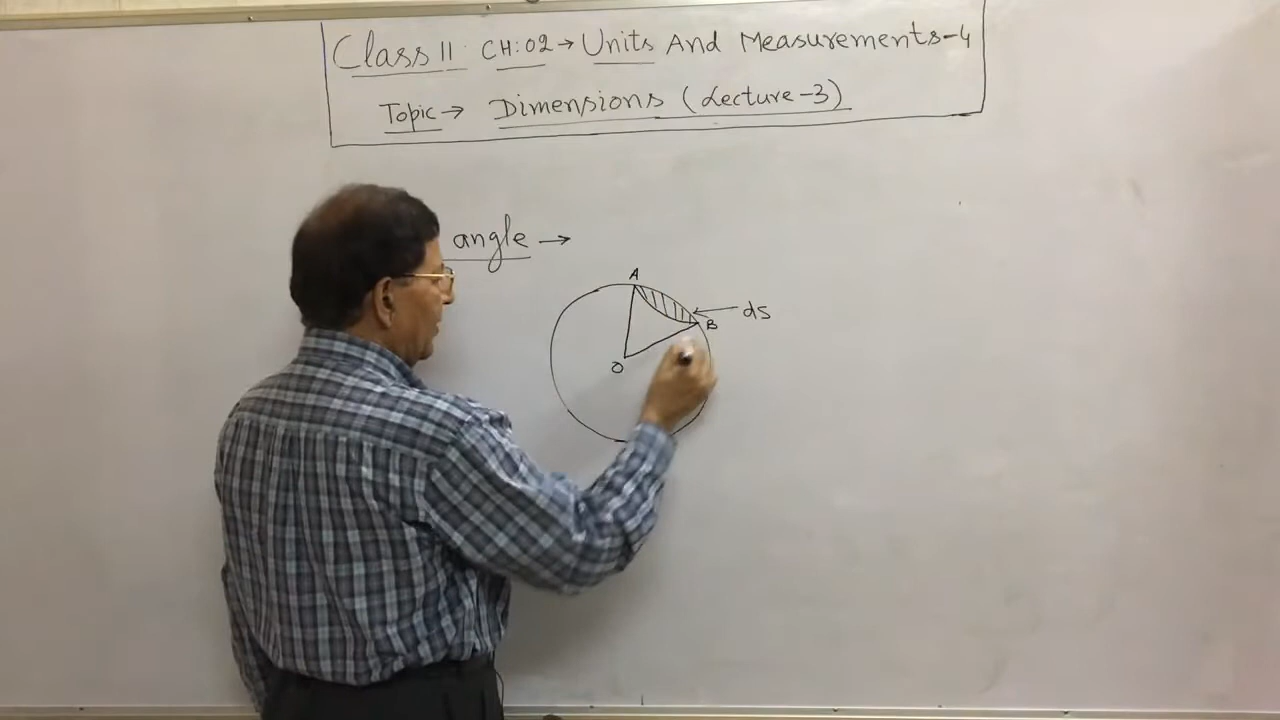 Class 11 CH:02→ Units And Measurements-4
Topic→ Dimensions (Lecture-3)
angle →
A
ds
B
O